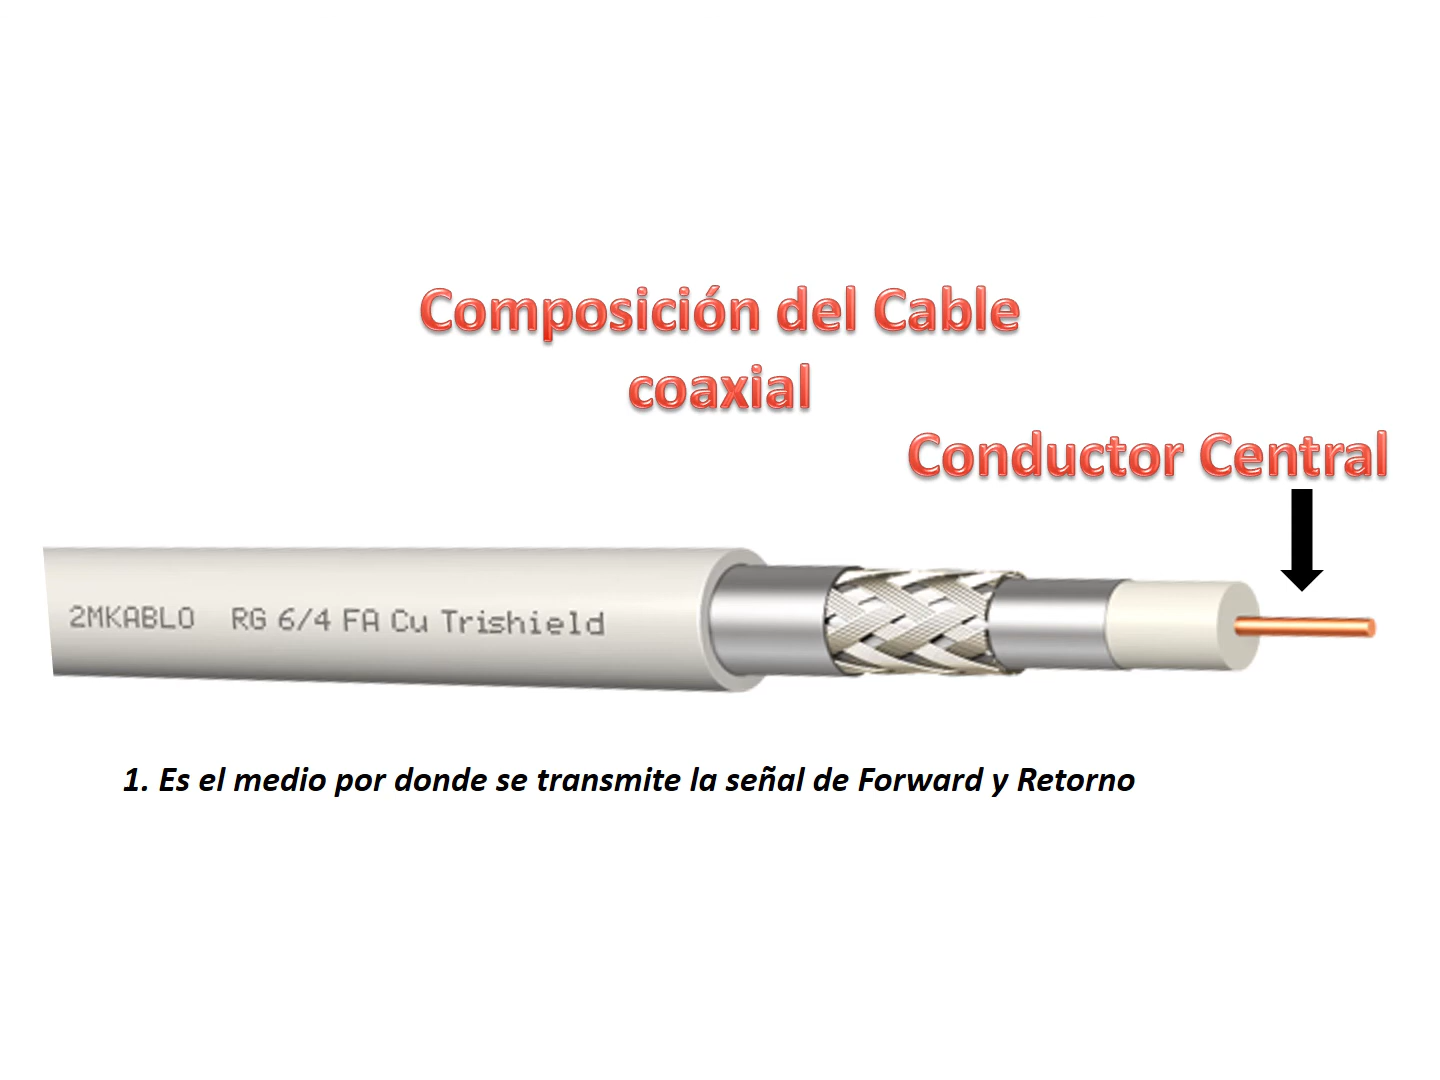 Composición del Cable
coaxial
Conductor Central
2MKABLO RG 6/4 FA Cu Trishield
1. Es el medio por donde se transmite la señal de Forward y Retorno